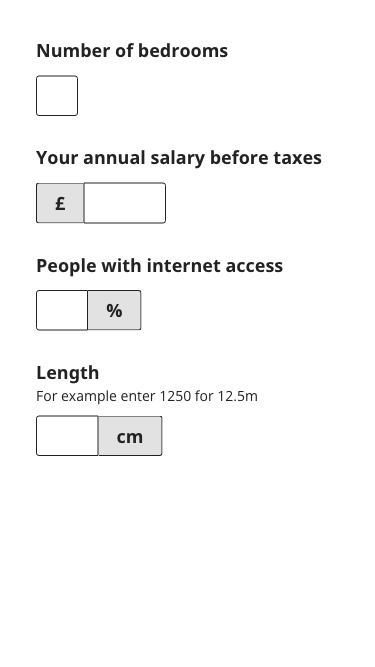 Number of bedrooms
Your annual salary before taxes
£
People with internet access
%
Length
For example enter 1250 for 12.5m
cm